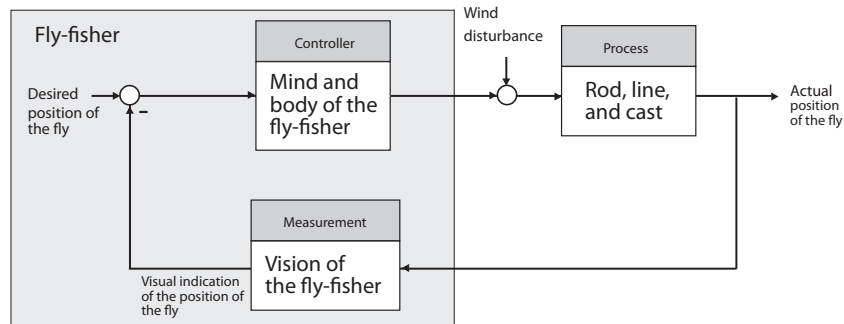 Fly-fisher
Controller
Mind and
body of the
fly-fisher
Wind
disturbance
Process
Rod, line,
and cast
Desired
position of
the fly
–
Actual
position
of the fly
Measurement
Vision of
the fly-fisher
Visual indication
of the position of
the fly